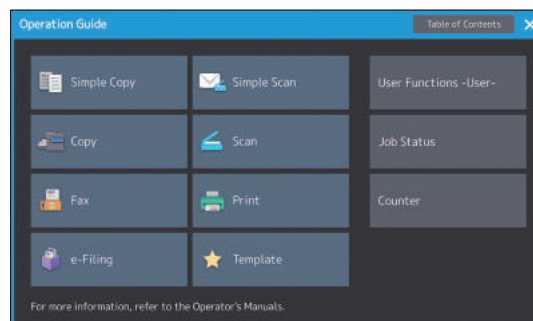 Operation Guide
Table of Contents
Simple Copy
Simple Scan
User Functions -User-
Copy
Scan
Job Status
Fax
Print
Counter
e-Filing
Template
For more information, refer to the Operator's Manuals.